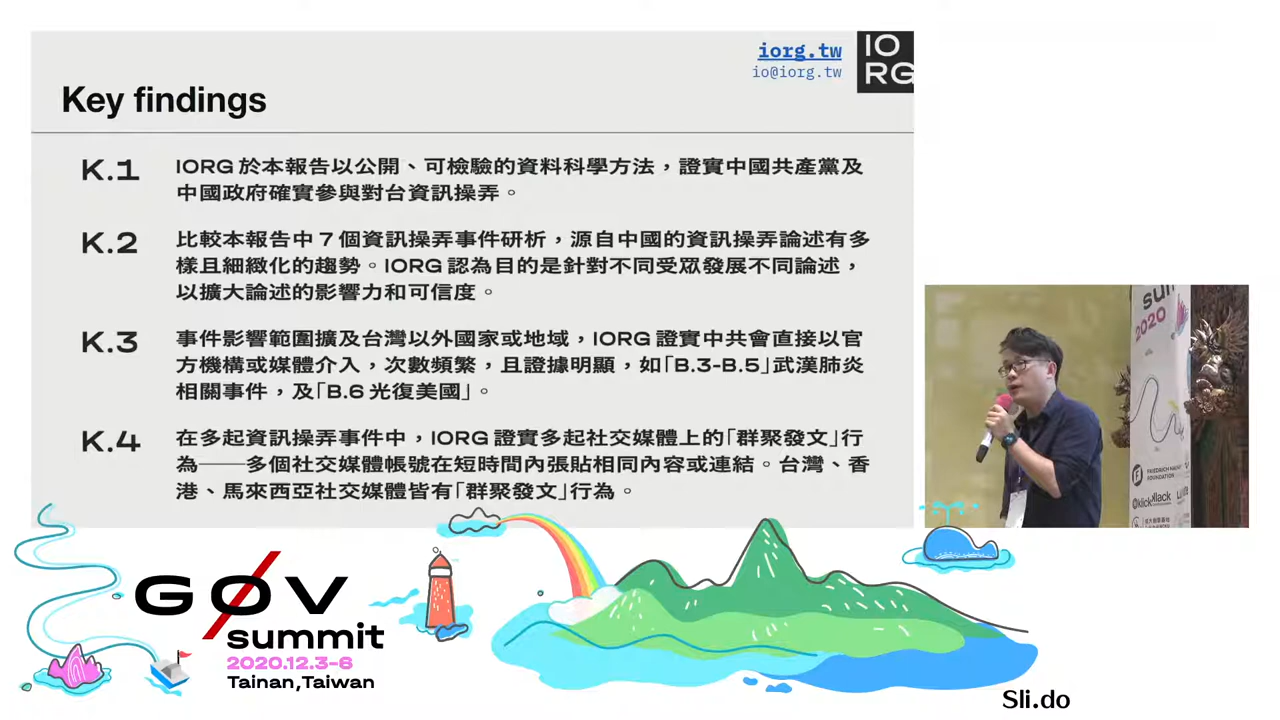 iorg.tw
io@iorg.tw
IO
RG
Key findings
K.1
IORG 於本報告以公開、可檢驗的資料科學方法，證實中國共產黨及
中國政府確實參與對台資訊操弄。
K.2
比較本報告中 7 個資訊操弄事件研析，源自中國的資訊操弄論述有多
樣且細緻化的趨勢。IORG 認為目的是針對不同受眾發展不同論述，
以擴大論述的影響力和可信度。
K.3
事件影響範圍擴及台灣以外國家或地域，IORG 證實中共會直接以官
方機構或媒體介入，次數頻繁，且證據明顯，如「B.3-B.5」武漢肺炎
相關事件，及「B.6 光復美國」。
K.4
在多起資訊操弄事件中，IORG 證實多起社交媒體上的「群聚發文」行
為——多個社交媒體帳號在短時間內張貼相同內容或連結。台灣、香
港、馬來西亞社交媒體皆有「群聚發文」行為。
2020
FRIEDRICH
FOUNDATION
klickklack
GØV
summit
2020.12.3-6
Tainan,Taiwan
Sli.do